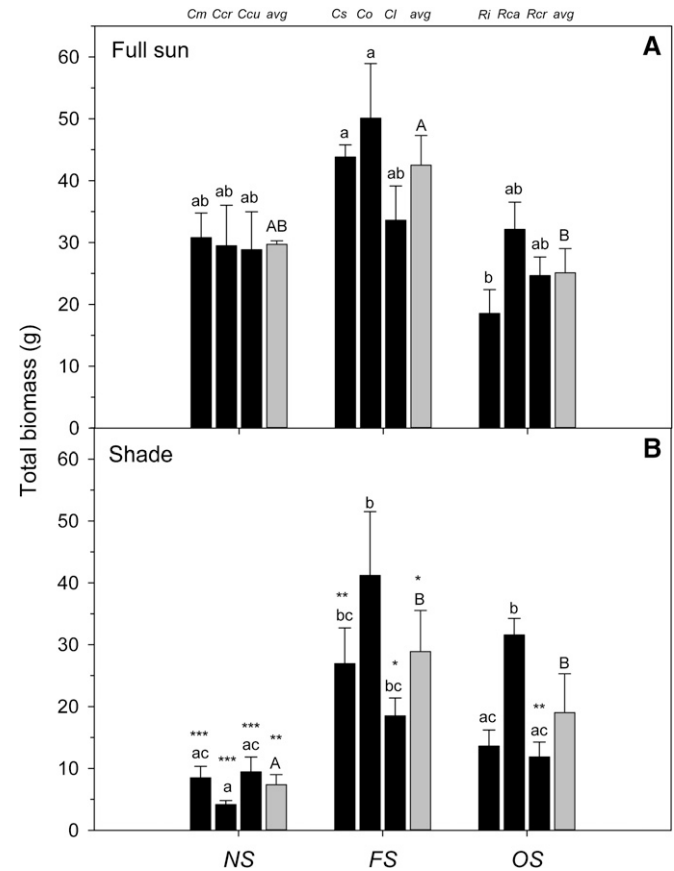 Cm Ccr Ccu avg Cs Co Cl avg Ri Rca Rcr avg
Full sun A
60
50
40
30
20
10
0
ab ab ab AB
a a ab A
b ab ab B
Total biomass (g)
Shade B
60
50
40
30
20
10
0
*** *** *** **
ac a ac A
** * *
bc b bc B
**
ac b ac B
NS FS OS